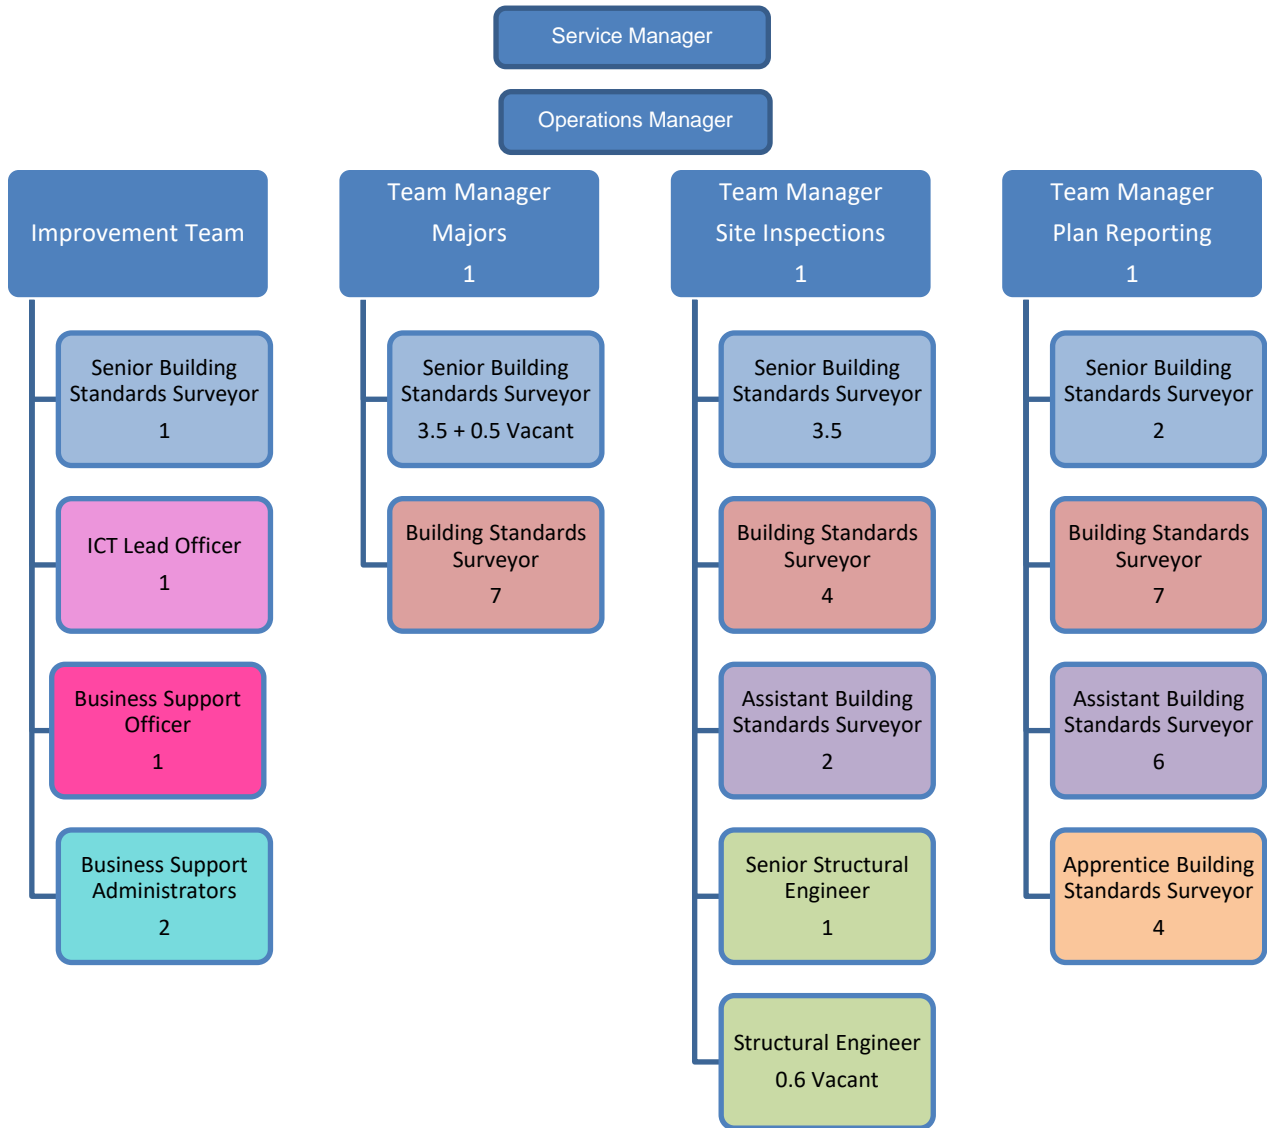 Service Manager
Operations Manager
Improvement Team
Senior Building
Standards Surveyor
1
ICT Lead Officer
1
Business Support
Officer
1
Business Support
Administrators
2
Team Manager
Majors
1
Senior Building
Standards Surveyor
3.5 + 0.5 Vacant
Building Standards
Surveyor
7
Team Manager
Site Inspections
1
Senior Building
Standards Surveyor
3.5
Building Standards
Surveyor
4
Assistant Building
Standards Surveyor
2
Senior Structural
Engineer
1
Structural Engineer
0.6 Vacant
Team Manager
Plan Reporting
1
Senior Building
Standards Surveyor
2
Building Standards
Surveyor
7
Assistant Building
Standards Surveyor
6
Apprentice Building
Standards Surveyor
4